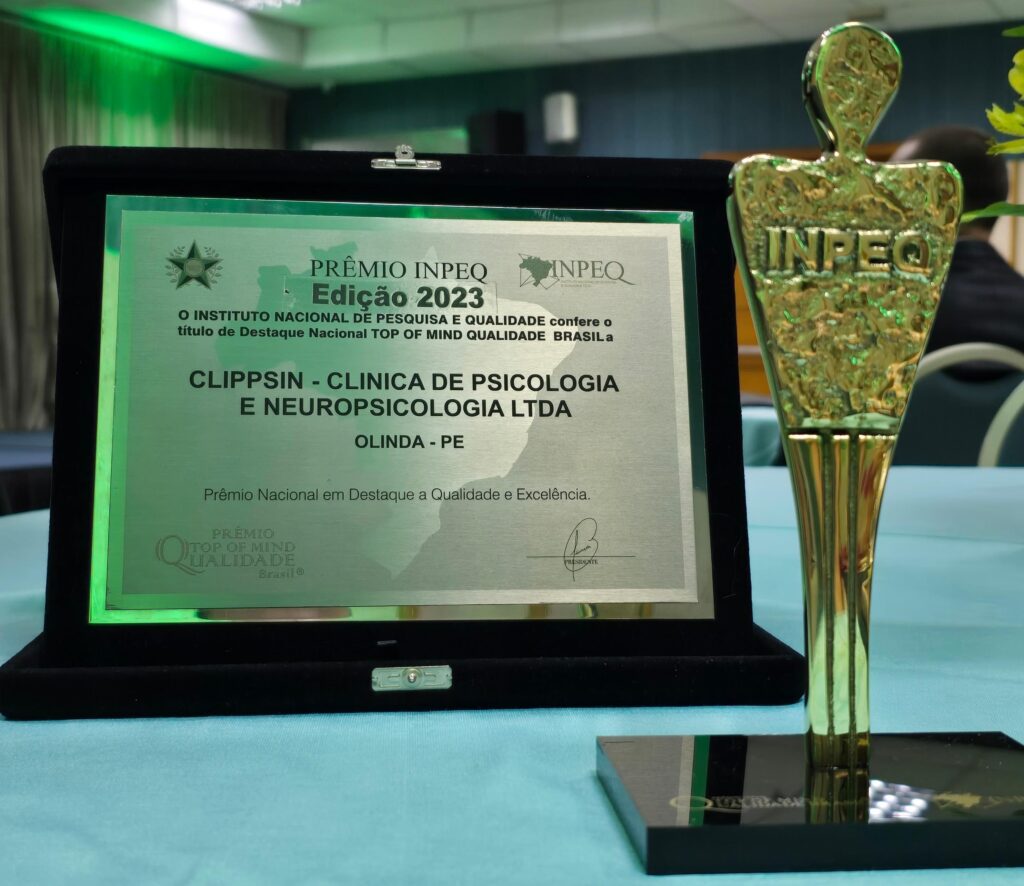 PRÊMIO INPEQ
Edição 2023
INPEQ
O INSTITUTO NACIONAL DE PESQUISA E QUALIDADE confere o
título de Destaque Nacional TOP OF MIND QUALIDADE BRASIL a
CLIPPSIN - CLINICA DE PSICOLOGIA
E NEUROPSICOLOGIA LTDA
OLINDA - PE
Prêmio Nacional em Destaque a Qualidade e Excelência.
PRÊMIO
TOP OF MIND
QUALIDADE
Brasil®
PRESIDENTE
INPEQ